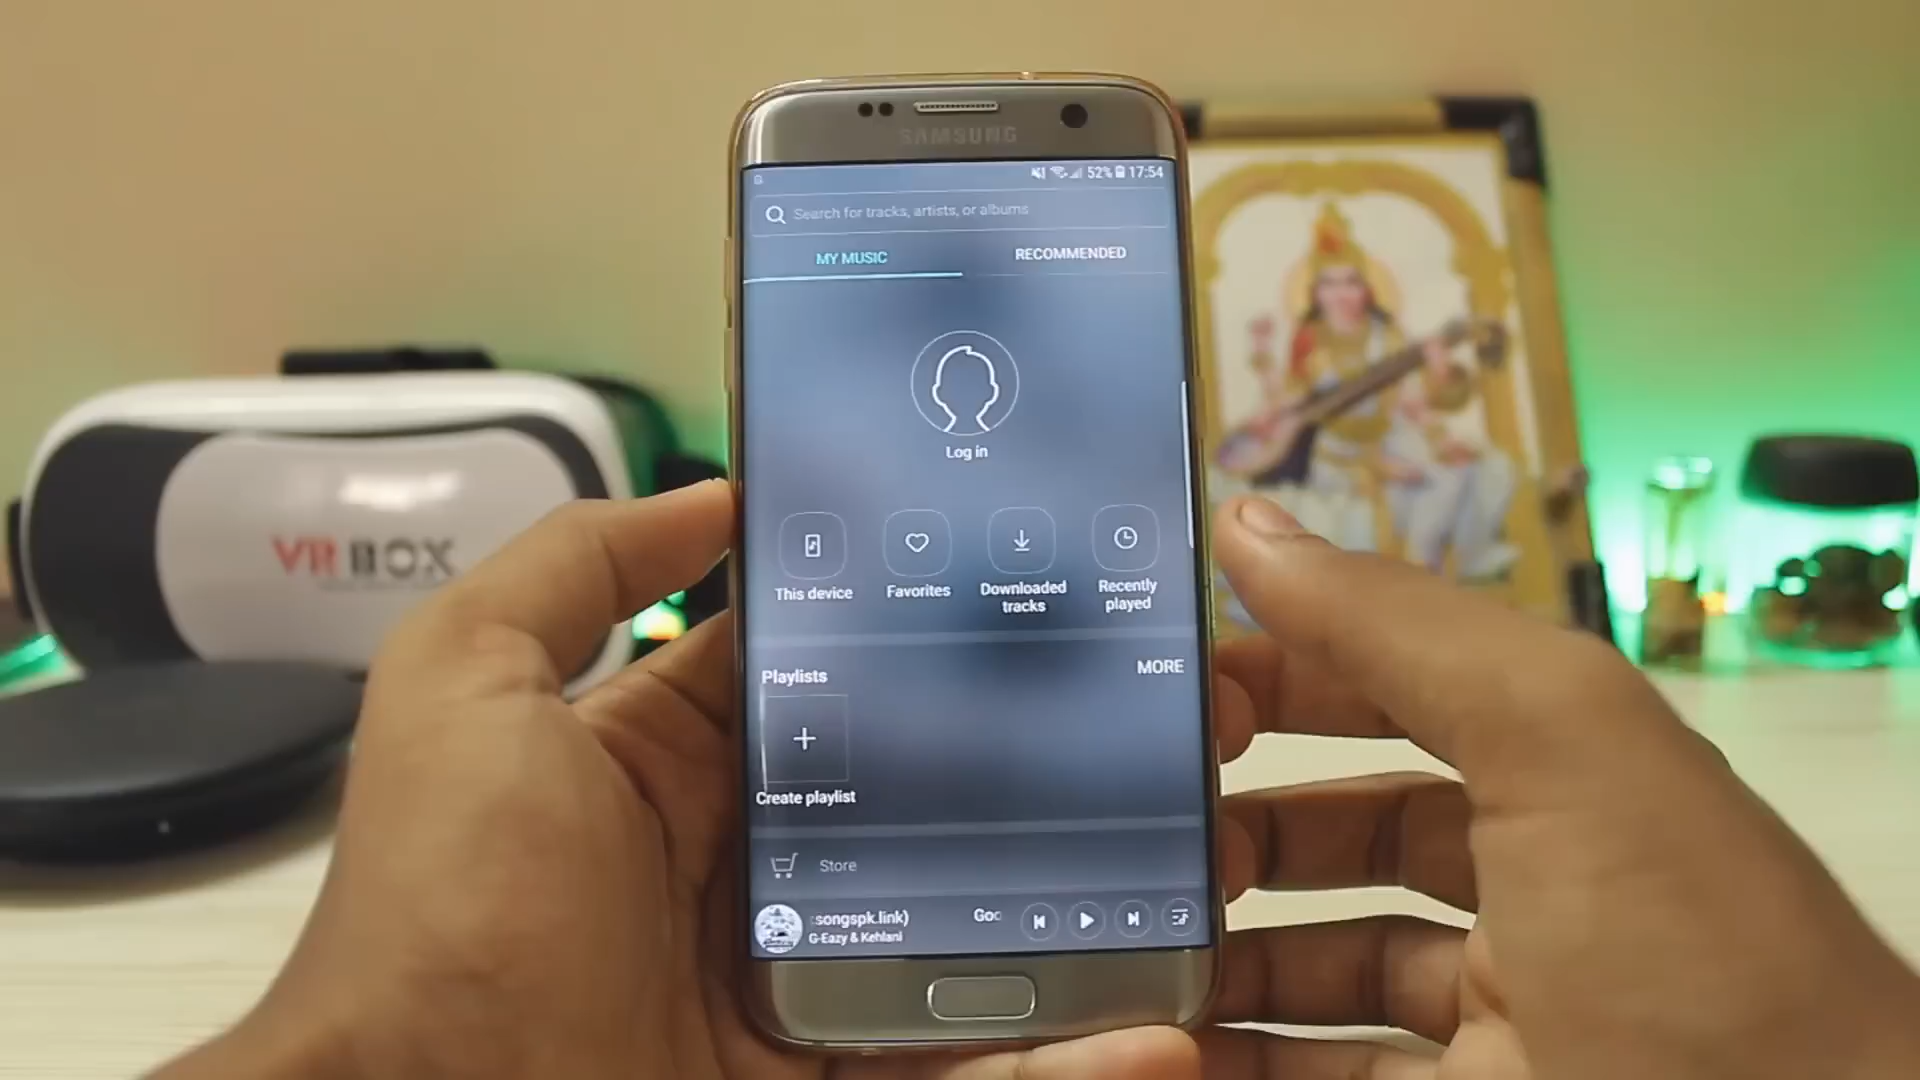 SAMSUNG
52% 17:54
Search for tracks, artists, or albums
MY MUSIC
RECOMMENDED
Log in
This device
Favorites
Downloaded
tracks
Recently
played
Playlists
MORE
Create playlist
Store
songspk.link)
Goo
G-Eazy & Kehlani
VR BOX